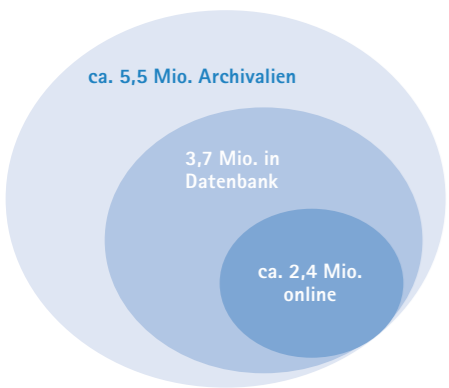 ca. 5,5 Mio. Archivalien
3,7 Mio. in
Datenbank
ca. 2,4 Mio.
online